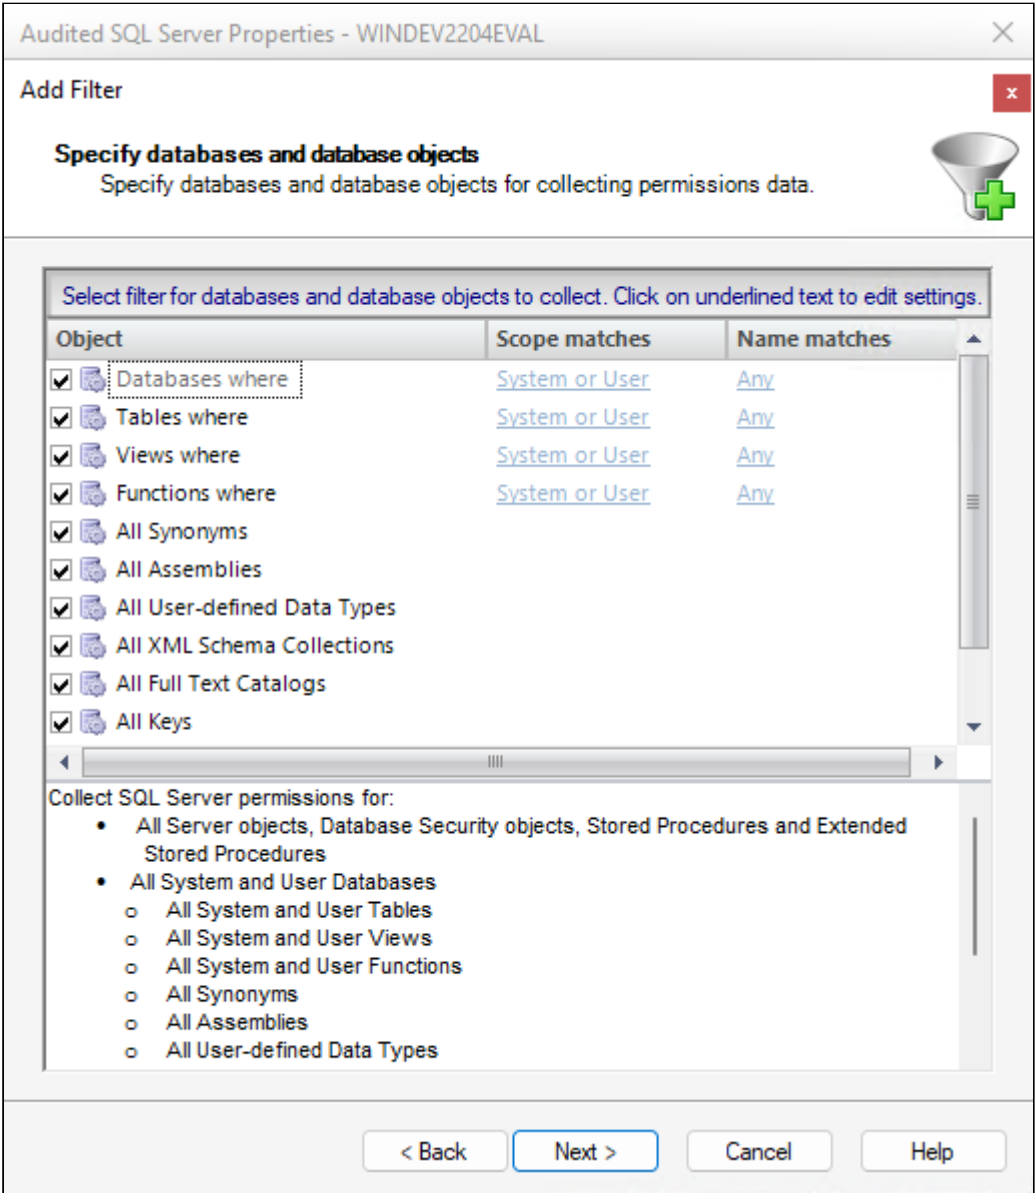 Audited SQL Server Properties - WINDEV2204EVAL
Add Filter
x
Specify databases and database objects
Specify databases and database objects for collecting permissions data.
Select filter for databases and database objects to collect. Click on underlined text to edit settings.
Object Scope matches Name matches
Databases where System or User Any
Tables where System or User Any
Views where System or User Any
Functions where System or User Any
All Synonyms
All Assemblies
All User-defined Data Types
All XML Schema Collections
All Full Text Catalogs
All Keys
Collect SQL Server permissions for:
• All Server objects, Database Security objects, Stored Procedures and Extended
Stored Procedures
• All System and User Databases
o All System and User Tables
o All System and User Views
o All System and User Functions
o All Synonyms
o All Assemblies
o All User-defined Data Types
< Back Next > Cancel Help